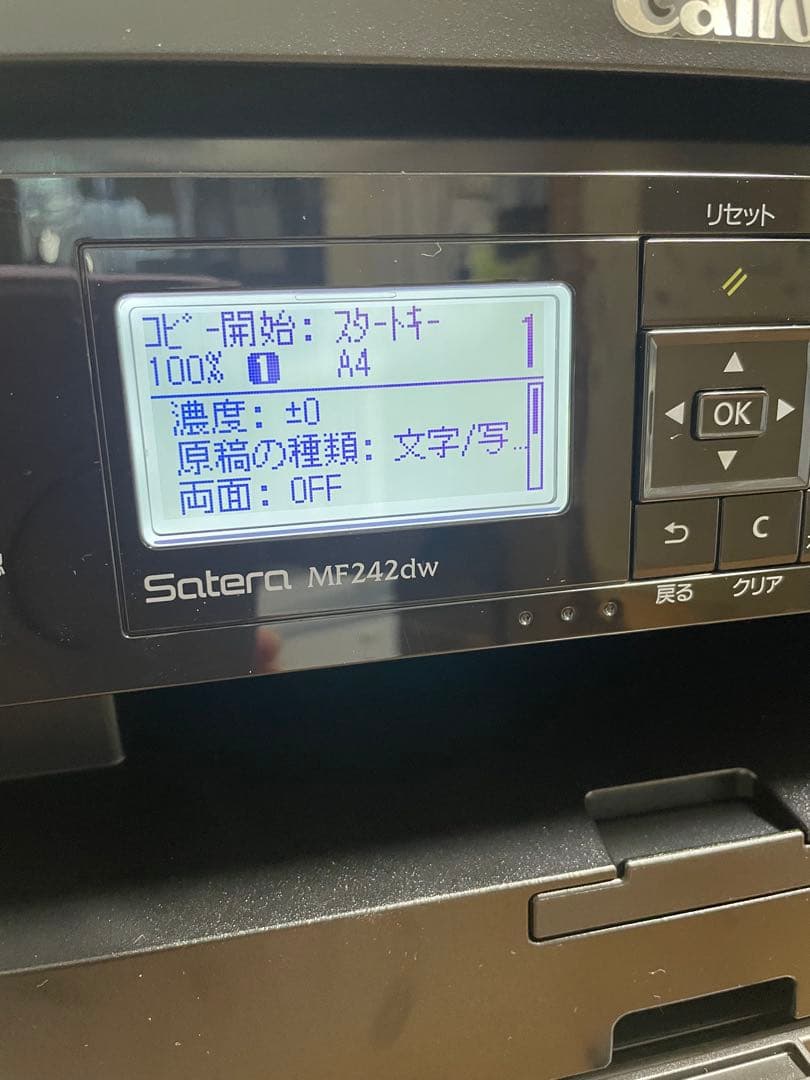 Canon
リセット
コピー開始: スタートキー 1
100% 1 A4
濃度: ±0
原稿の種類: 文字/写…
両面: OFF
OK
C
戻る
クリア
Satera MF242dw